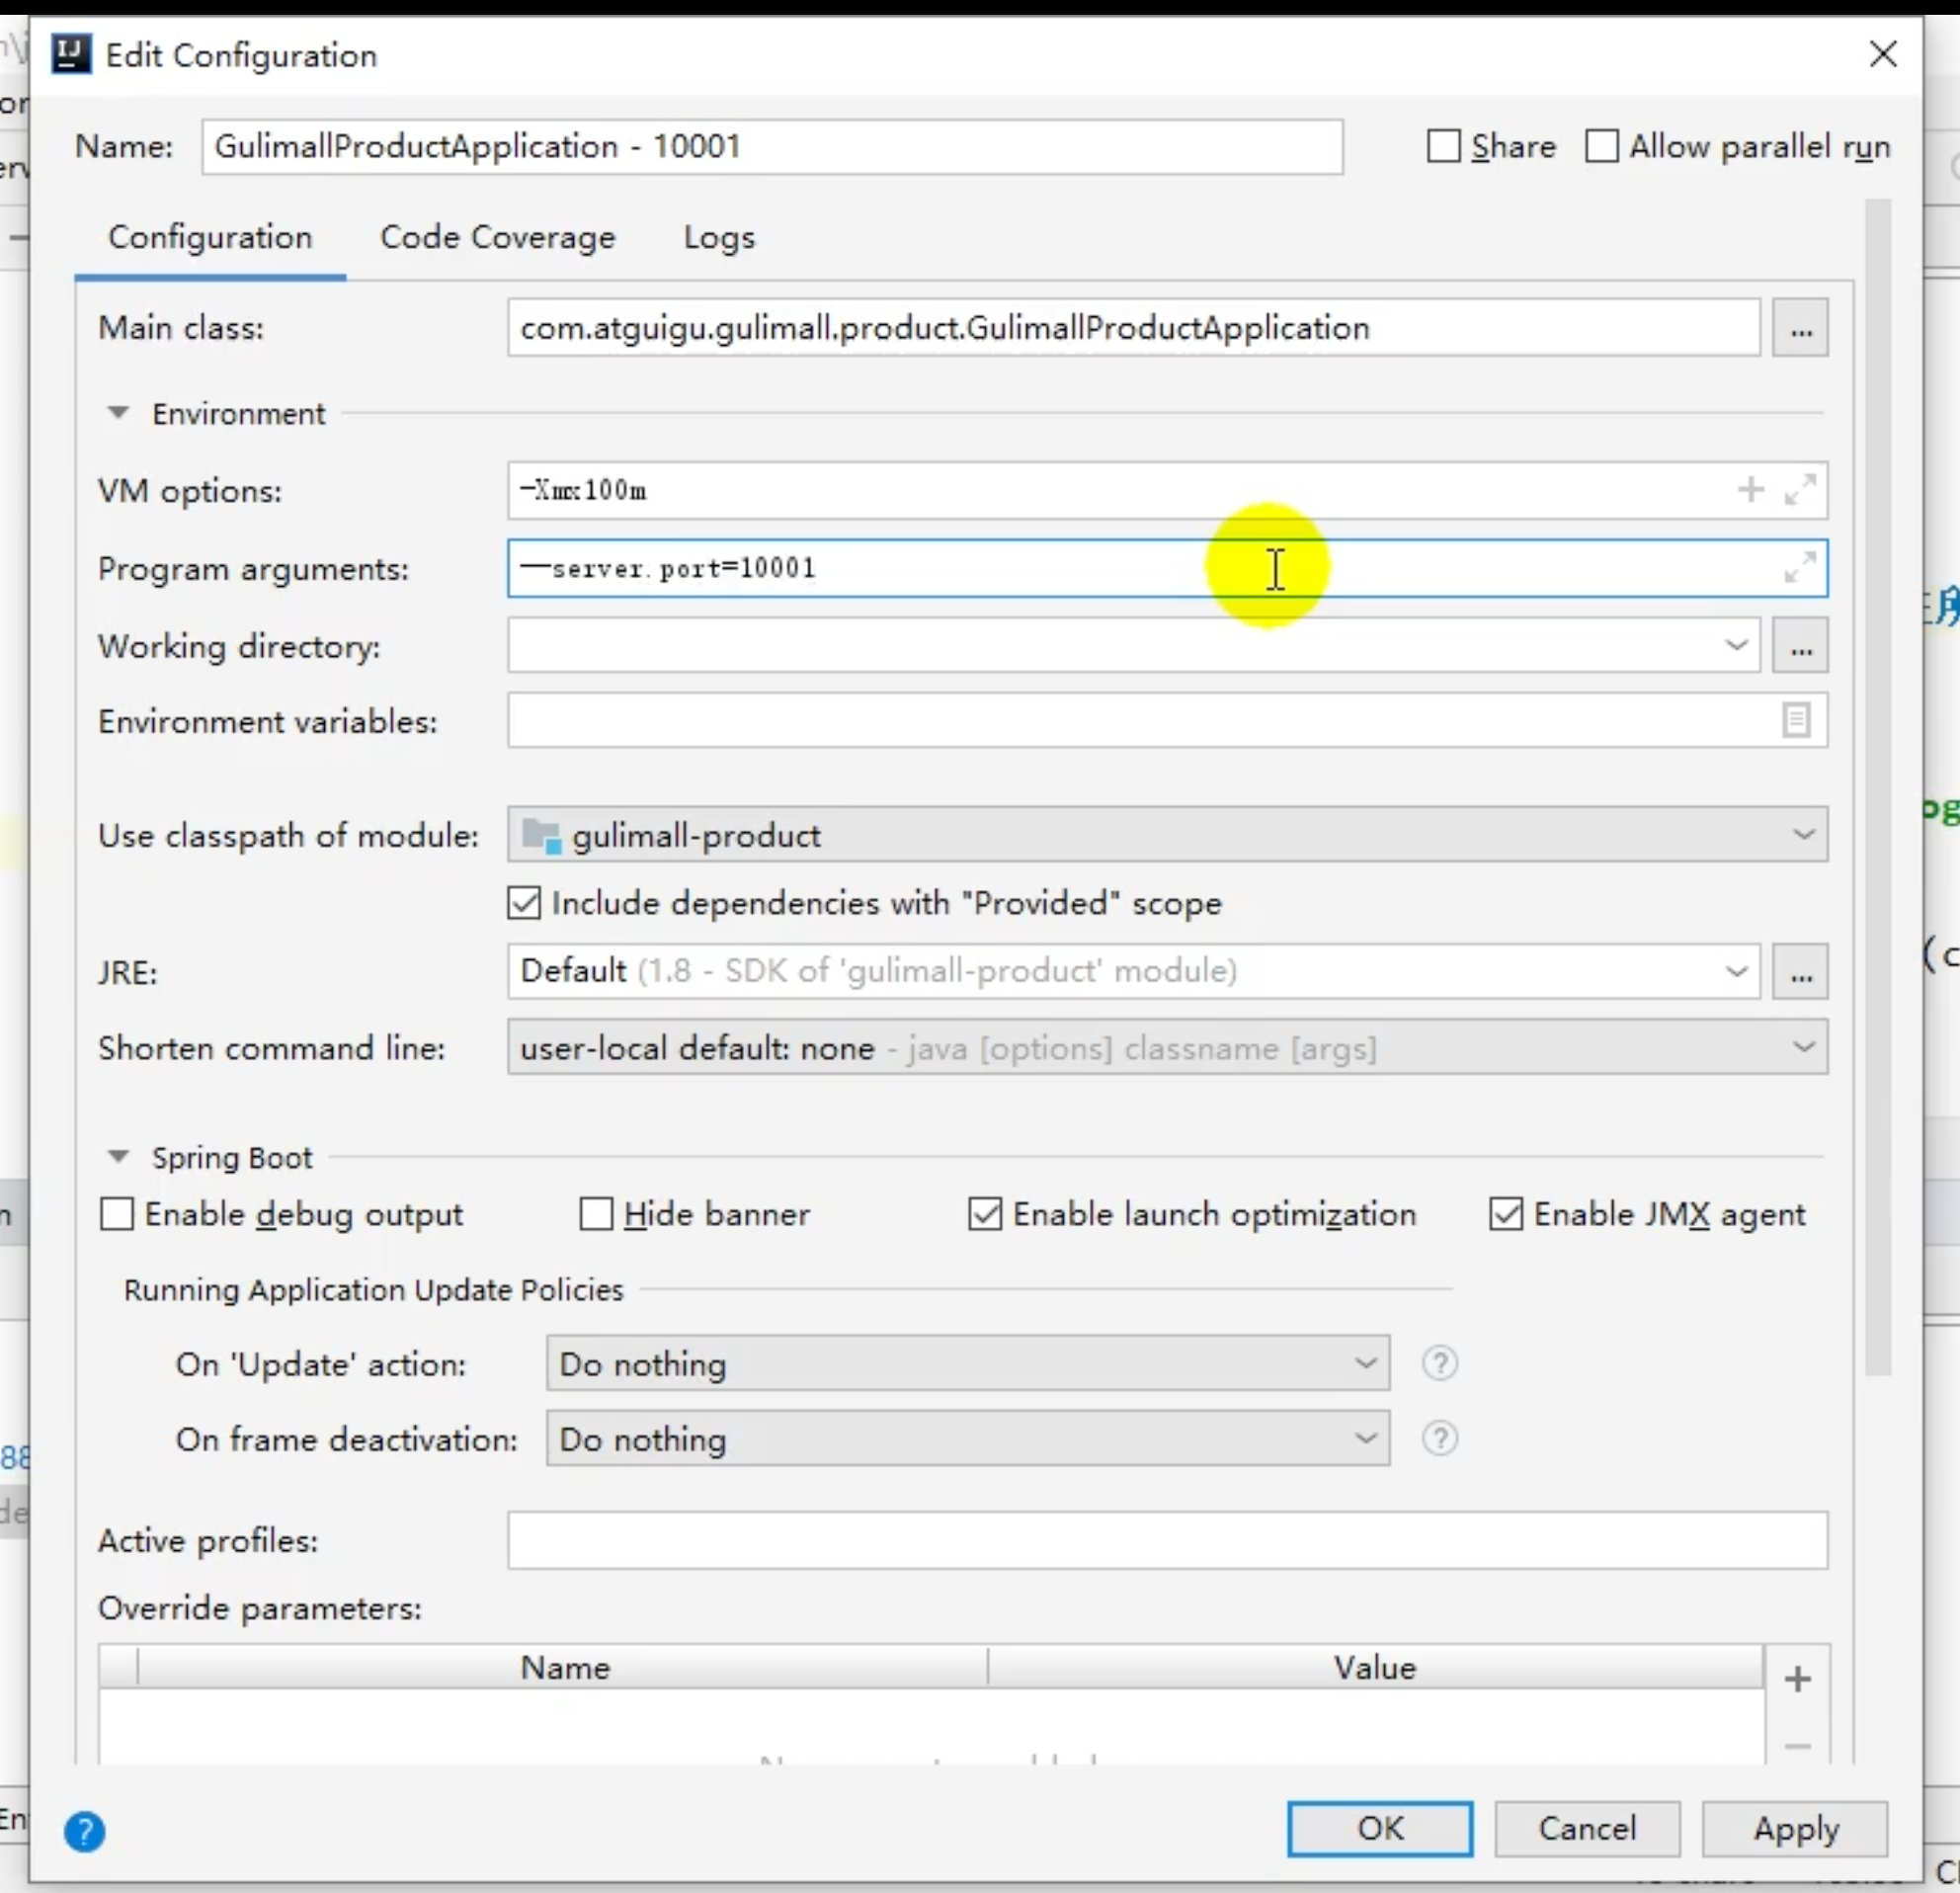 Edit Configuration
Name: GulimallProductApplication - 10001 Share Allow parallel run
Configuration Code Coverage Logs
Main class: com.atguigu.gulimall.product.GulimallProductApplication ...
Environment
VM options: -Xmx100m
Program arguments: --server.port=10001
Working directory: ...
Environment variables:
Use classpath of module: gulimall-product
Include dependencies with "Provided" scope
JRE: Default (1.8 - SDK of 'gulimall-product' module) ...
Shorten command line: user-local default: none - java [options] classname [args]
Spring Boot
Enable debug output Hide banner Enable launch optimization Enable JMX agent
Running Application Update Policies
On 'Update' action: Do nothing ?
On frame deactivation: Do nothing ?
Active profiles:
Override parameters:
Name Value
? OK Cancel Apply